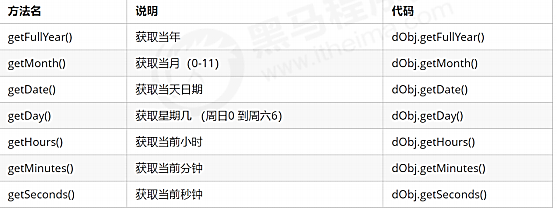 方法名 说明 代码
getFullYear() 获取当年 dObj.getFullYear()
getMonth() 获取当月（0-11） dObj.getMonth()
getDate() 获取当天日期 dObj.getDate()
getDay() 获取星期几 （周日0 到周六6） dObj.getDay()
getHours() 获取当前小时 dObj.getHours()
getMinutes() 获取当前分钟 dObj.getMinutes()
getSeconds() 获取当前秒钟 dObj.getSeconds()